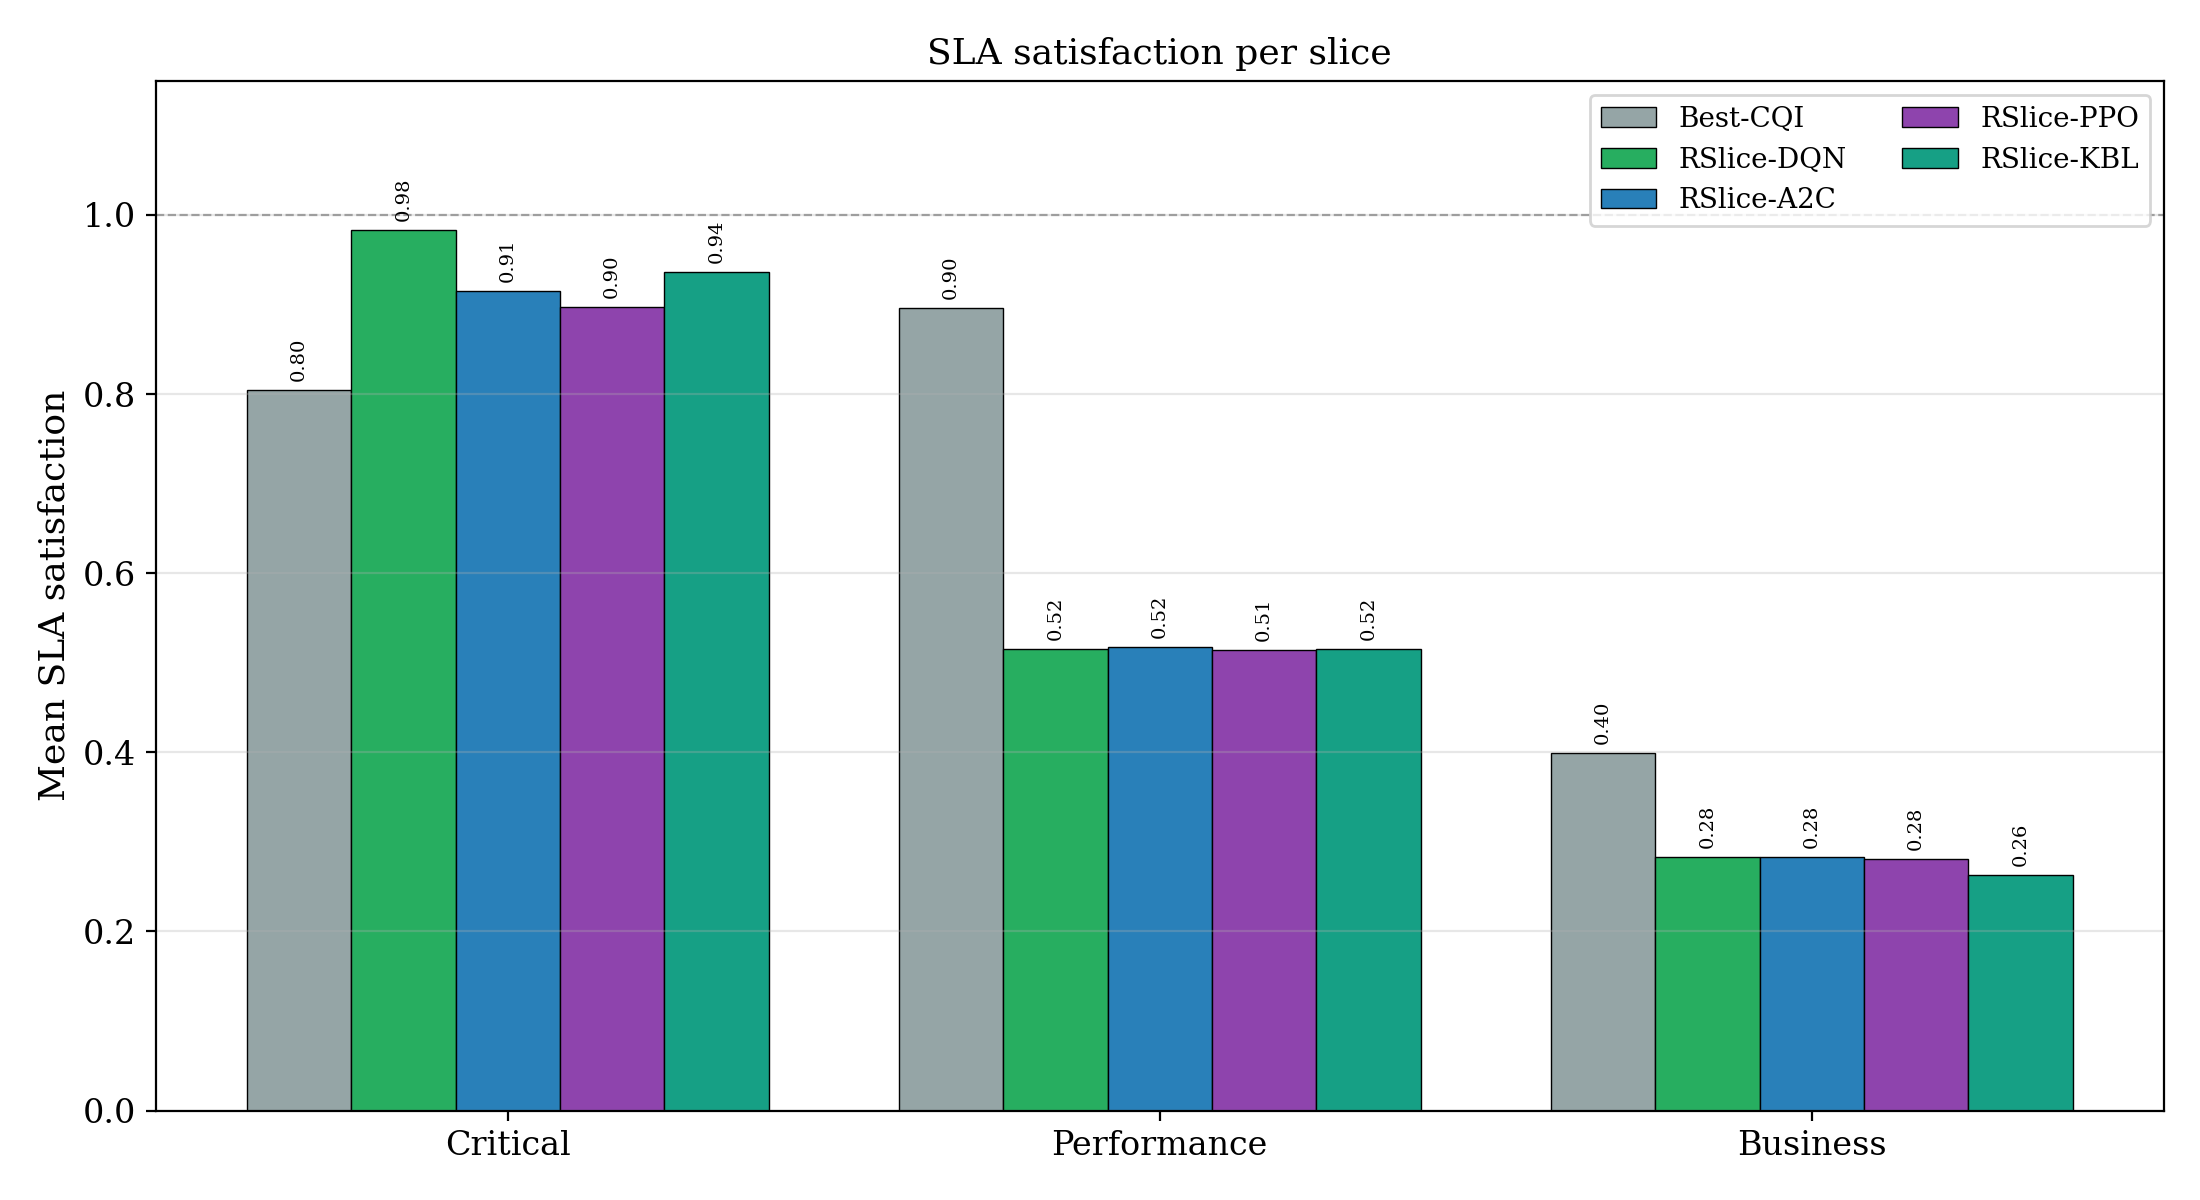 SLA satisfaction per slice
Best-CQI
RSlice-DQN
RSlice-A2C
RSlice-PPO
RSlice-KBL
Mean SLA satisfaction
1.0
0.8
0.6
0.4
0.2
0.0
0.80
0.98
0.91
0.90
0.94
0.90
0.52
0.52
0.51
0.52
0.40
0.28
0.28
0.28
0.26
Critical
Performance
Business